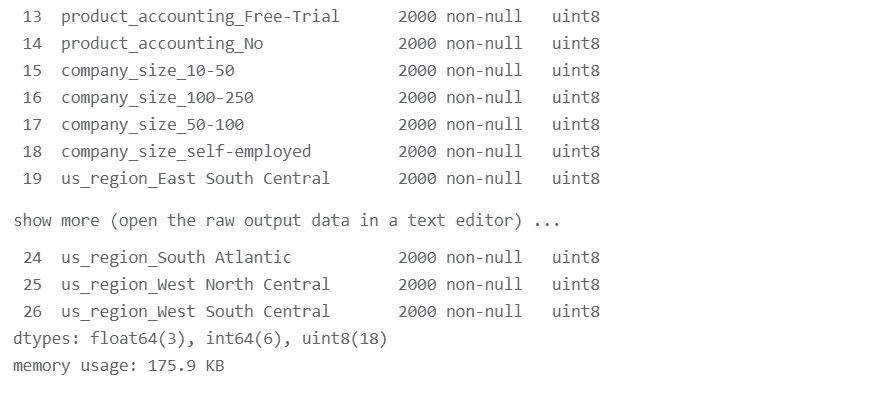 13 product_accounting_Free-Trial 2000 non-null uint8
14 product_accounting_No 2000 non-null uint8
15 company_size_10-50 2000 non-null uint8
16 company_size_100-250 2000 non-null uint8
17 company_size_50-100 2000 non-null uint8
18 company_size_self-employed 2000 non-null uint8
19 us_region_East South Central 2000 non-null uint8
show more (open the raw output data in a text editor) ...
24 us_region_South Atlantic 2000 non-null uint8
25 us_region_West North Central 2000 non-null uint8
26 us_region_West South Central 2000 non-null uint8
dtypes: float64(3), int64(6), uint8(18)
memory usage: 175.9 KB